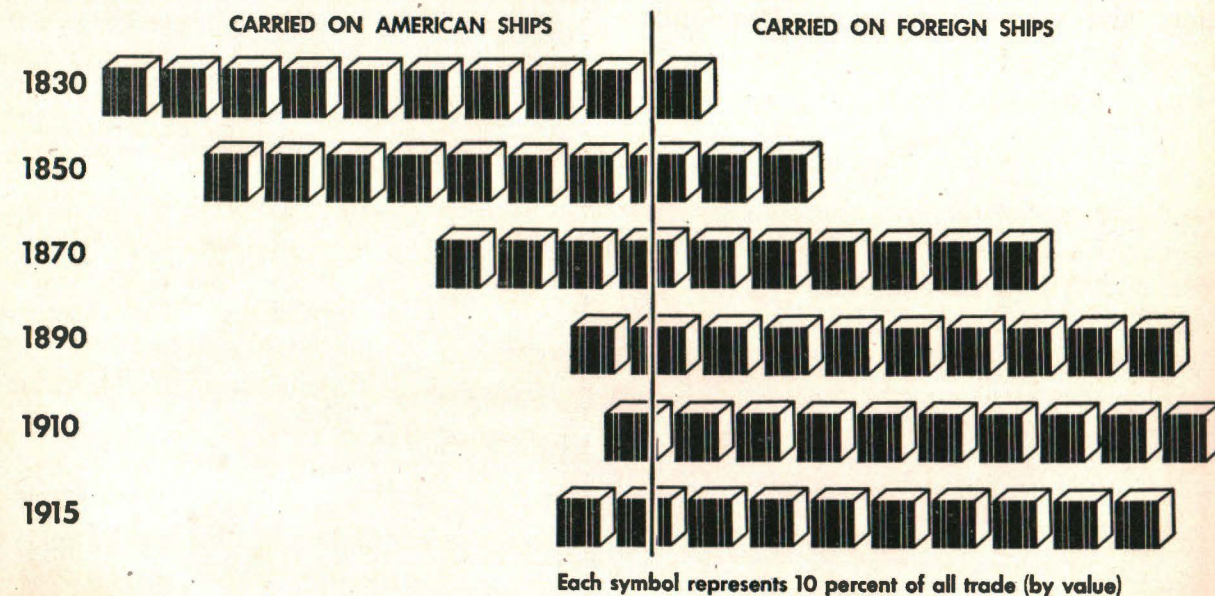 CARRIED ON AMERICAN SHIPS
CARRIED ON FOREIGN SHIPS
1830
1850
1870
1890
1910
1915
Each symbol represents 10 percent of all trade (by value)